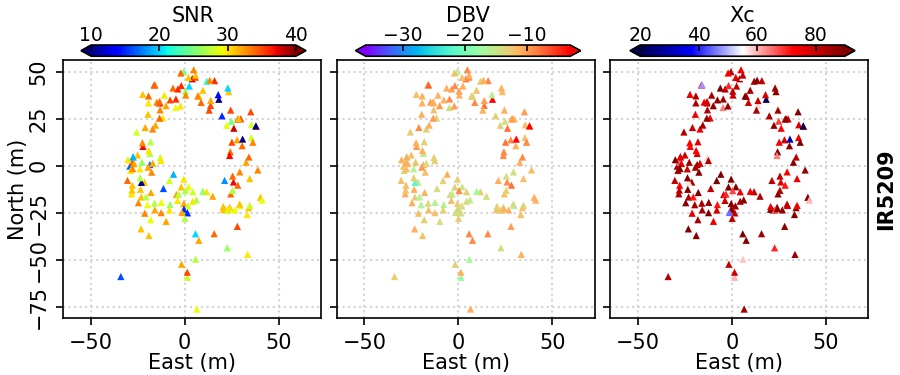 SNR DBV Xc
10 20 30 40 −30 −20 −10 20 40 60 80
50
25
0
−25
−50
−75
North (m)
IR5209
−50 0 50 −50 0 50 −50 0 50
East (m) East (m) East (m)